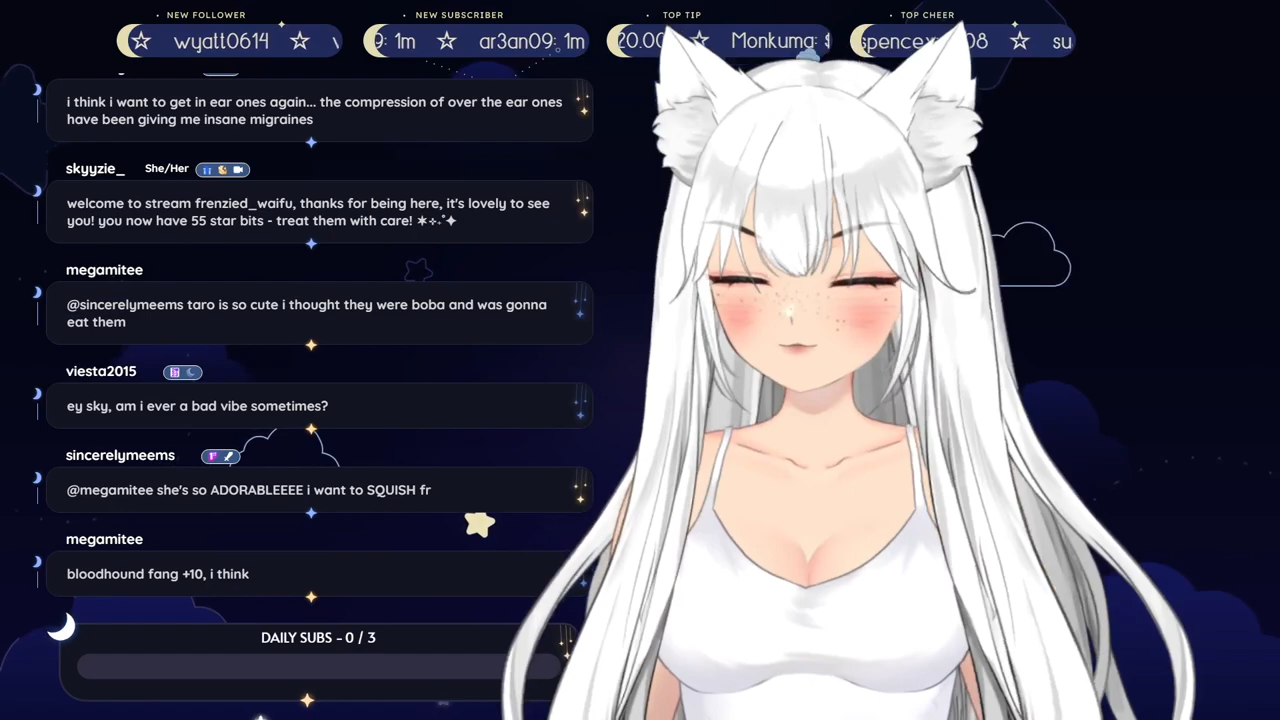 NEW FOLLOWER
NEW SUBSCRIBER
TOP TIP
TOP CHEER
wyatt0614
1m
ar3an09: 1m
20.00
Monkuma: $
su
i think i want to get in ear ones again... the compression of over the ear ones
have been giving me insane migraines
skyyzie_ She/Her
welcome to stream frenzied_waifu, thanks for being here, it's lovely to see
you! you now have 55 star bits - treat them with care! ✶⊹₊˚✦
megamitee
@sincerelymeems taro is so cute i thought they were boba and was gonna
eat them
viesta2015
ey sky, am i ever a bad vibe sometimes?
sincerelymeems
@megamitee she's so ADORABLEEEE i want to SQUISH fr
megamitee
bloodhound fang +10, i think
DAILY SUBS - 0 / 3